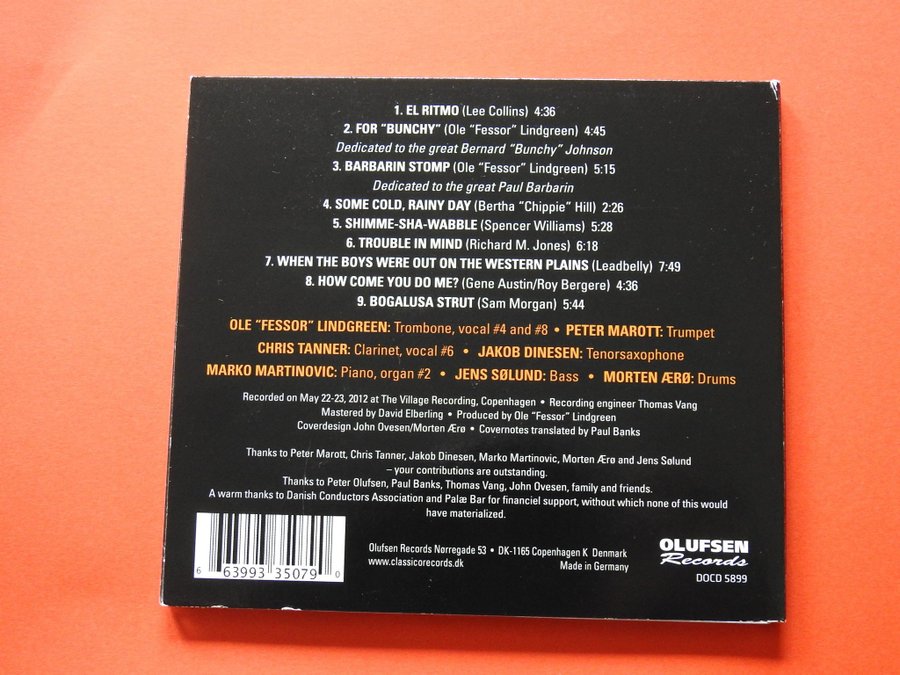 1. EL RITMO (Lee Collins) 4:36
2. FOR "BUNCHY" (Ole "Fessor" Lindgreen) 4:45
Dedicated to the great Bernard "Bunchy" Johnson
3. BARBARIN STOMP (Ole "Fessor" Lindgreen) 5:15
Dedicated to the great Paul Barbarin
4. SOME COLD, RAINY DAY (Bertha "Chippie" Hill) 2:26
5. SHIMME-SHA-WABBLE (Spencer Williams) 5:28
6. TROUBLE IN MIND (Richard M. Jones) 6:18
7. WHEN THE BOYS WERE OUT ON THE WESTERN PLAINS (Leadbelly) 7:49
8. HOW COME YOU DO ME? (Gene Austin/Roy Bergere) 4:36
9. BOGALUSA STRUT (Sam Morgan) 5:44
OLE "FESSOR" LINDGREEN: Trombone, vocal #4 and #8 • PETER MAROTT: Trumpet
CHRIS TANNER: Clarinet, vocal #6 • JAKOB DINESEN: Tenorsaxophone
MARKO MARTINOVIC: Piano, organ #2 • JENS SØLUND: Bass • MORTEN ÆRØ: Drums
Recorded on May 22-23, 2012 at The Village Recording, Copenhagen • Recording engineer Thomas Vang
Mastered by David Elberling • Produced by Ole "Fessor" Lindgreen
Coverdesign John Ovesen/Morten Ærø • Covernotes translated by Paul Banks
Thanks to Peter Marott, Chris Tanner, Jakob Dinesen, Marko Martinovic, Morten Ærø and Jens Sølund
– your contributions are outstanding.
Thanks to Peter Olufsen, Paul Banks, Thomas Vang, John Ovesen, family and friends.
A warm thanks to Danish Conductors Association and Palæ Bar for financiel support, without which none of this would
have materialized.
6 63993 35079 0
Olufsen Records Nørregade 53 • DK-1165 Copenhagen K Denmark
www.classicorecords.dk Made in Germany
OLUFSEN
Records
DOCD 5899